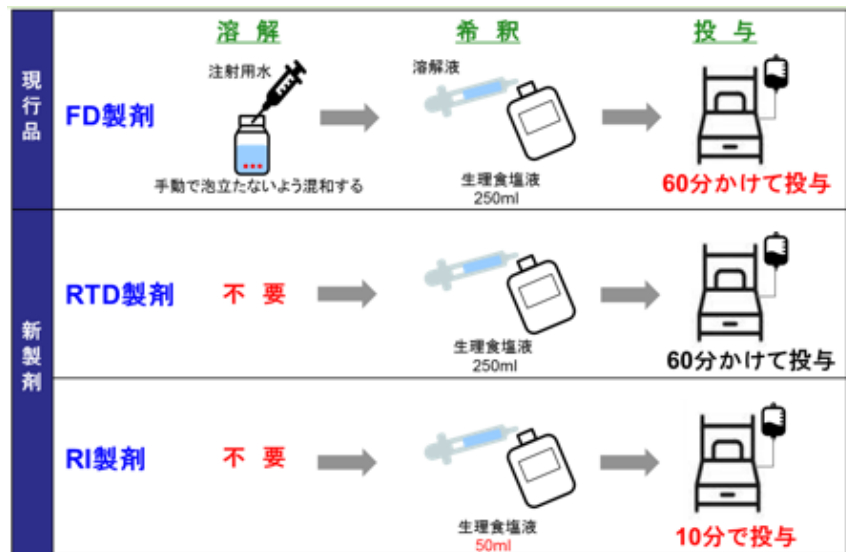 溶 解
希 釈
投 与
現行品
FD製剤
注射用水
手動で泡立たないよう混和する
溶解液
生理食塩液
250ml
60分かけて投与
新製剤
RTD製剤
不 要
生理食塩液
250ml
60分かけて投与
RI製剤
不 要
生理食塩液
50ml
10分で投与